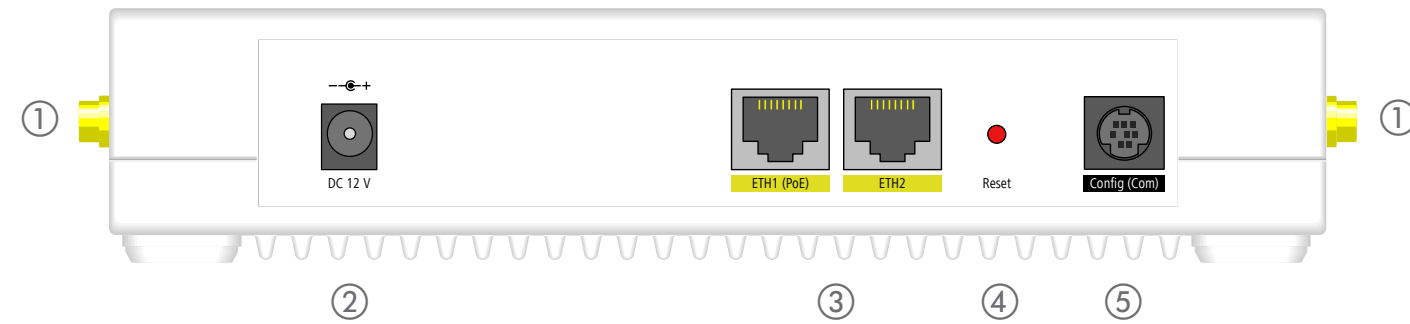 ① ①
DC 12 V ETH1 (PoE) ETH2 Reset Config (Com)
② ③ ④ ⑤